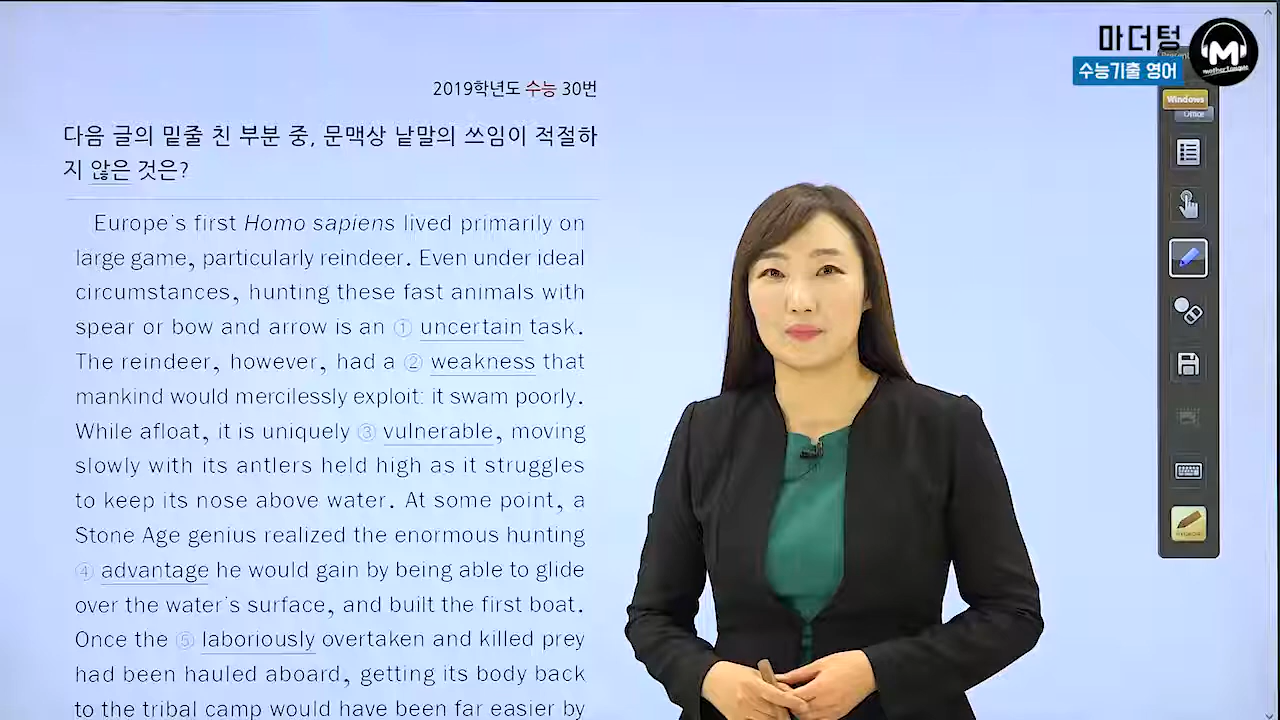 마더텅
수능기출 영어
mother tongue
Windows
Office
2019학년도 수능 30번
다음 글의 밑줄 친 부분 중, 문맥상 낱말의 쓰임이 적절하
지 않은 것은?
Europe's first Homo sapiens lived primarily on
large game, particularly reindeer. Even under ideal
circumstances, hunting these fast animals with
spear or bow and arrow is an ① uncertain task.
The reindeer, however, had a ② weakness that
mankind would mercilessly exploit: it swam poorly.
While afloat, it is uniquely ③ vulnerable, moving
slowly with its antlers held high as it struggles
to keep its nose above water. At some point, a
Stone Age genius realized the enormous hunting
④ advantage he would gain by being able to glide
over the water's surface, and built the first boat.
Once the ⑤ laboriously overtaken and killed prey
had been hauled aboard, getting its body back
to the tribal camp would have been far easier by